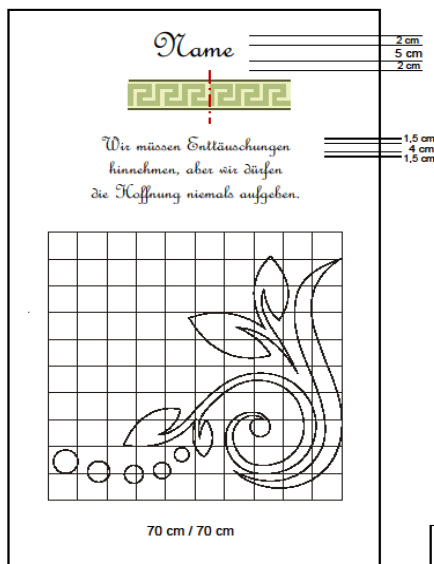 Name
2 cm
5 cm
2 cm
Wir müssen Enttäuschungen
hinnehmen, aber wir dürfen
die Hoffnung niemals aufgeben.
1,5 cm
4 cm
1,5 cm
70 cm / 70 cm